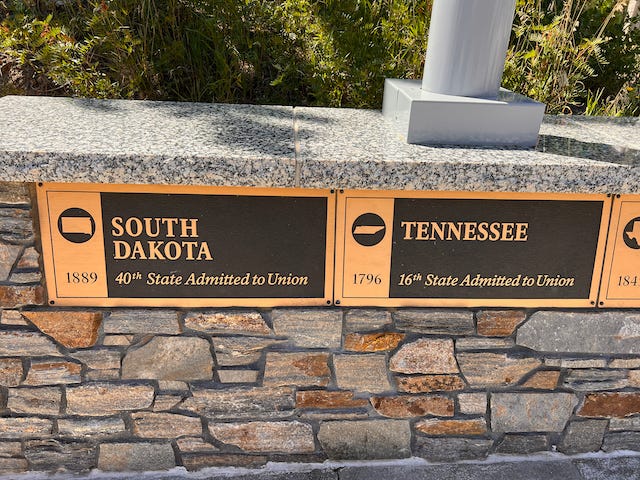 SOUTH
DAKOTA
1889
40th State Admitted to Union
TENNESSEE
1796
16th State Admitted to Union